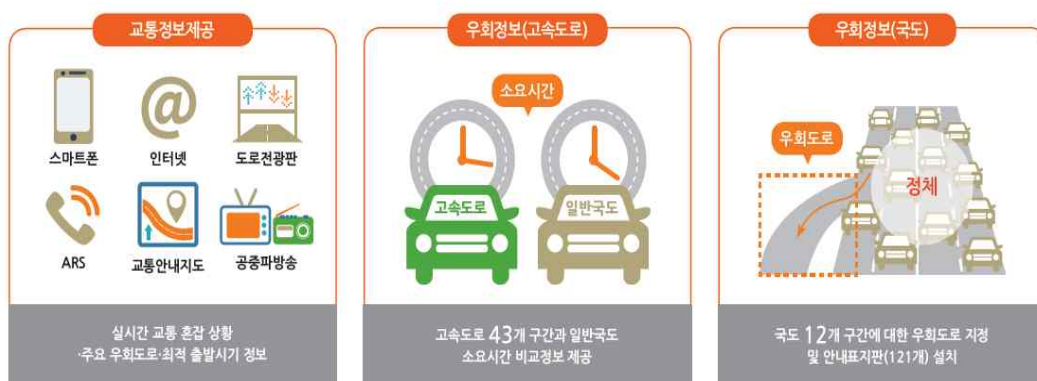 교통정보제공
스마트폰
인터넷
도로전광판
ARS
교통안내지도
공중파방송
실시간 교통 혼잡 상황
·주요 우회도로·최적 출발시기 정보
우회정보(고속도로)
소요시간
고속도로
일반국도
고속도로 43개 구간과 일반국도
소요시간 비교정보 제공
우회정보(국도)
우회도로
정체
국도 12개 구간에 대한 우회도로 지정
및 안내표지판(121개) 설치